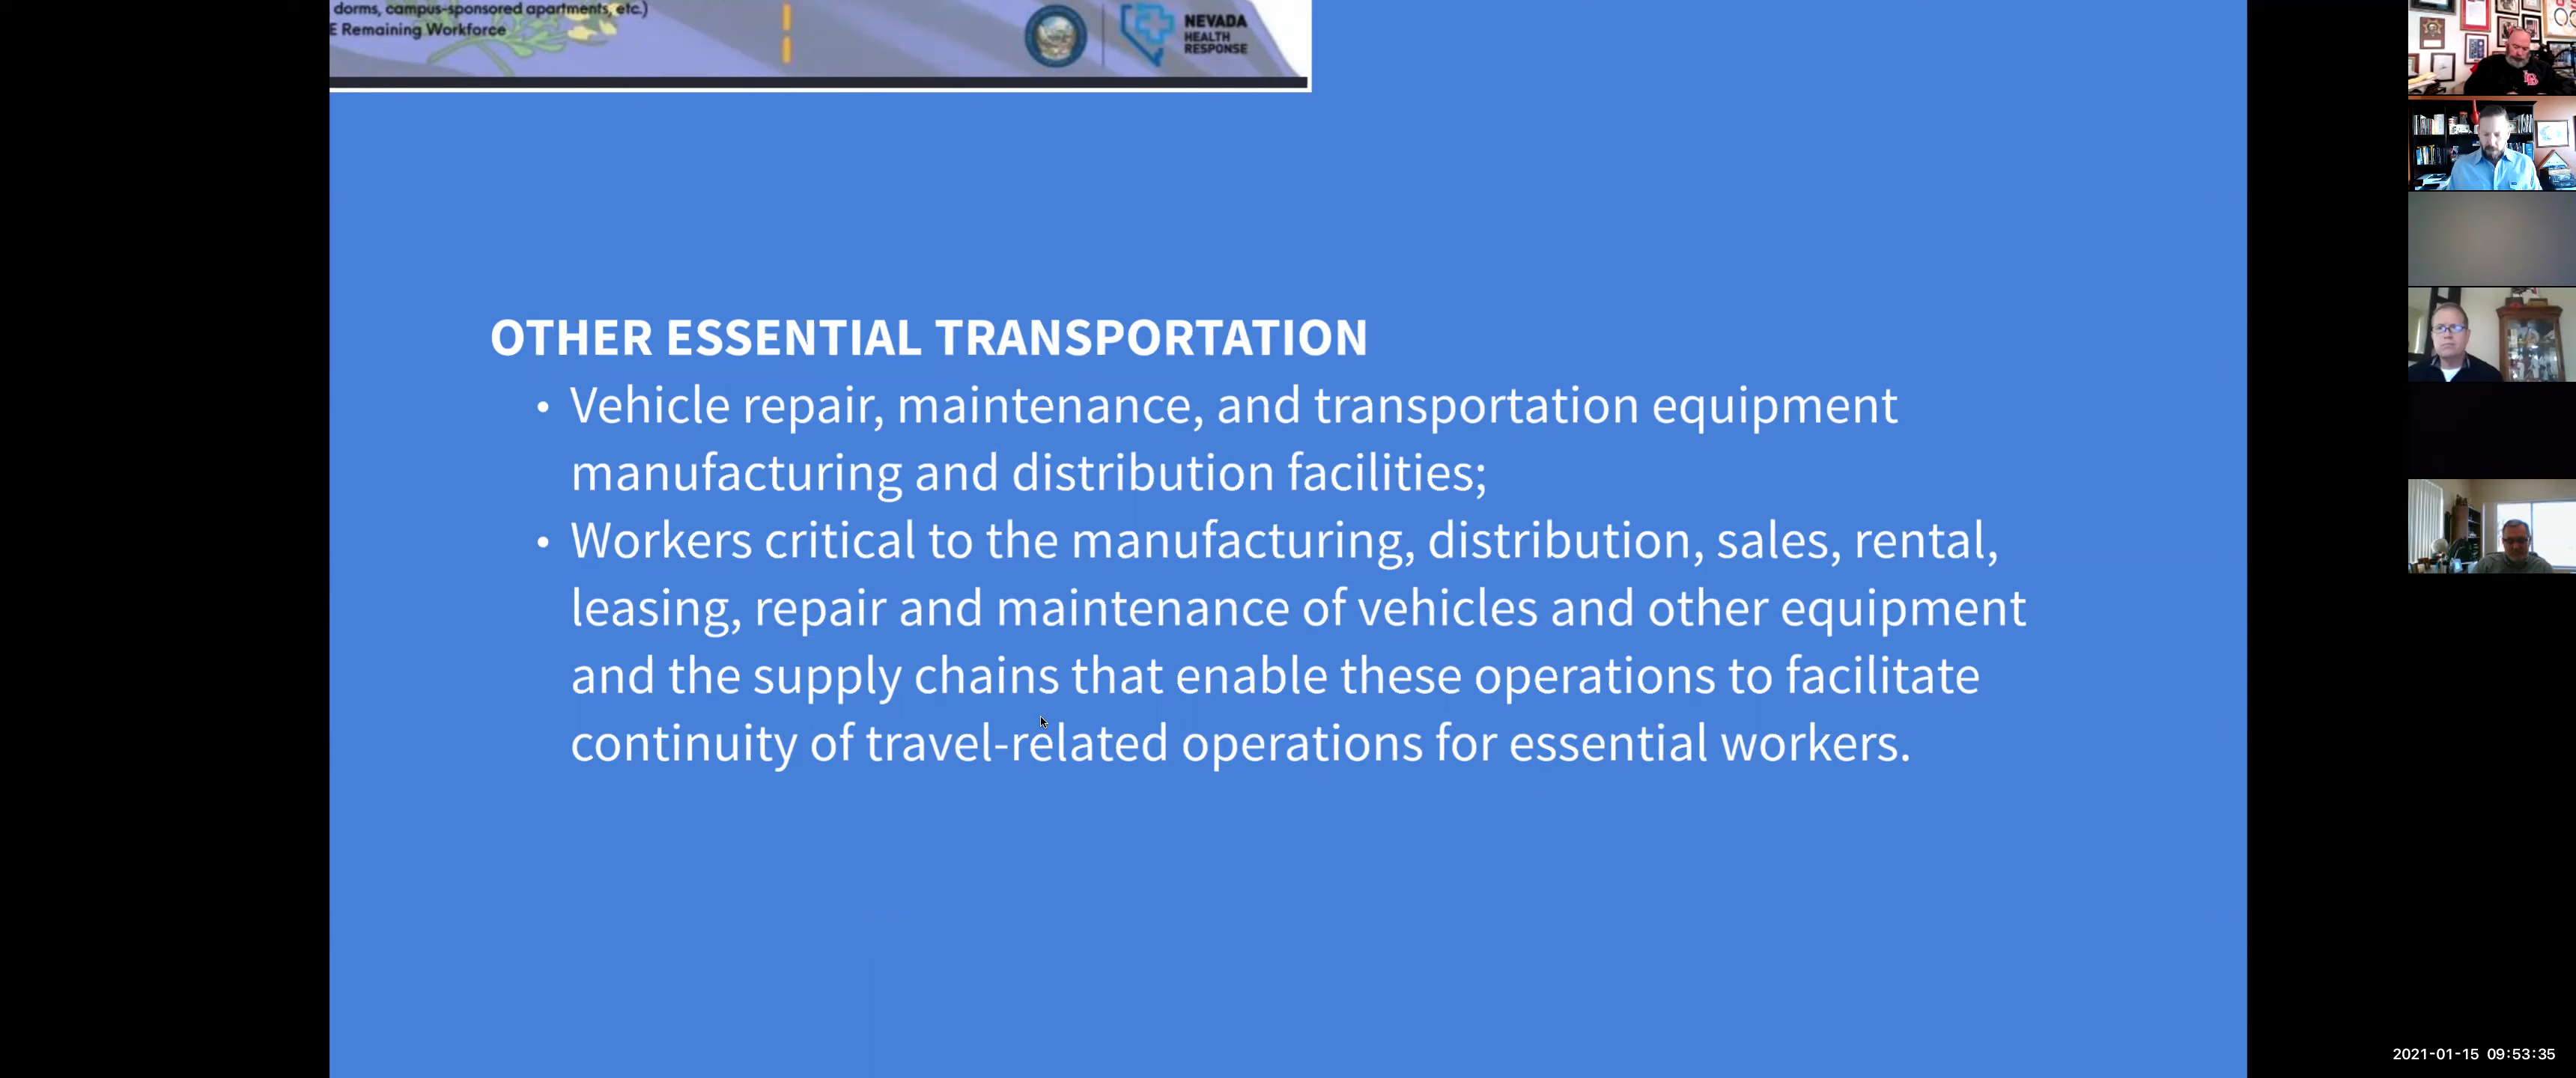 dorms, campus-sponsored apartments, etc.)
E Remaining Workforce
NEVADA
HEALTH
RESPONSE
OTHER ESSENTIAL TRANSPORTATION
• Vehicle repair, maintenance, and transportation equipment
manufacturing and distribution facilities;
• Workers critical to the manufacturing, distribution, sales, rental,
leasing, repair and maintenance of vehicles and other equipment
and the supply chains that enable these operations to facilitate
continuity of travel-related operations for essential workers.
2021-01-15 09:53:35